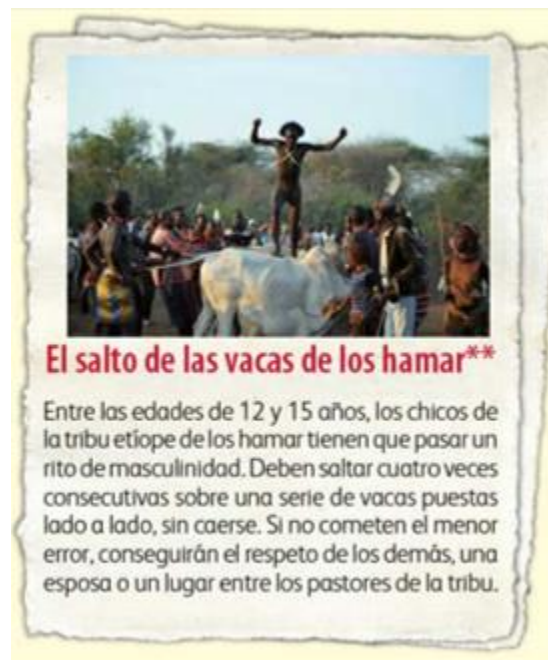 El salto de las vacas de los hamar**
Entre las edades de 12 y 15 años, los chicos de
la tribu etíope de los hamar tienen que pasar un
rito de masculinidad. Deben saltar cuatro veces
consecutivas sobre una serie de vacas puestas
lado a lado, sin caerse. Si no cometen el menor
error, conseguirán el respeto de los demás, una
esposa o un lugar entre los pastores de la tribu.